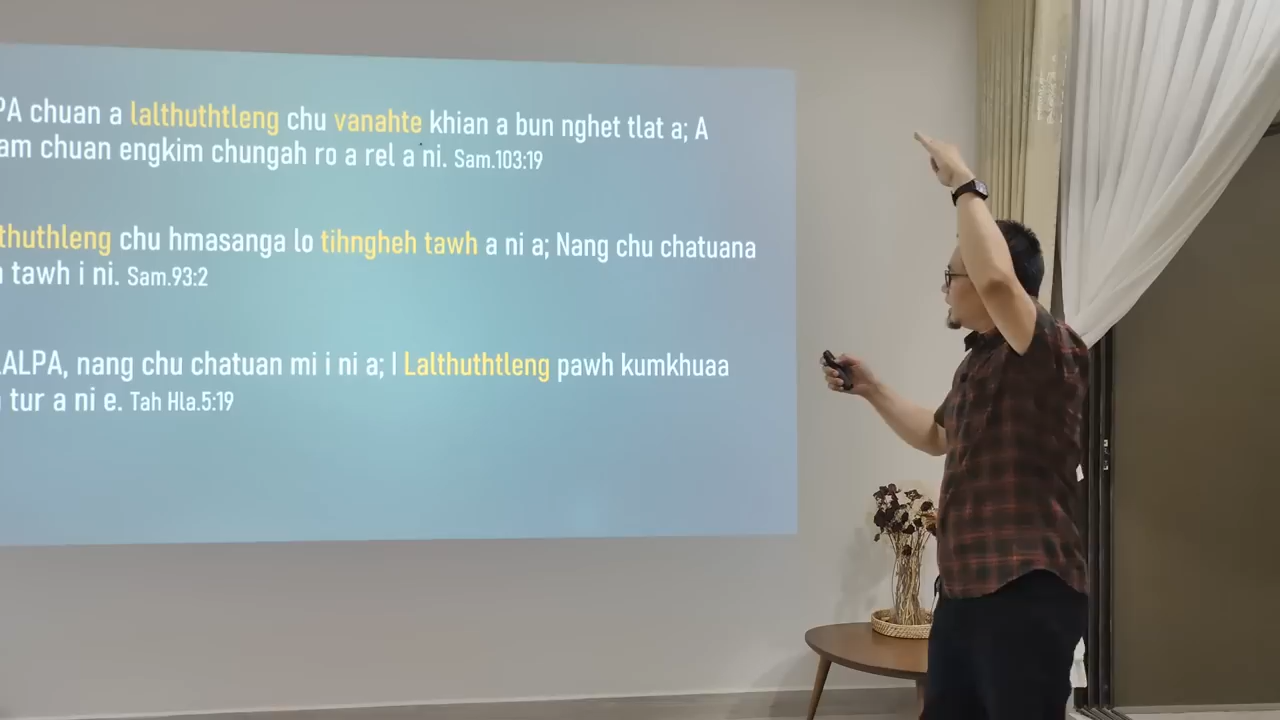 PA chuan a lalthuthtleng chu vanahte khian a bun nghet tlat a; A
am chuan engkim chungah ro a rel a ni. Sam.103:19
thuthleng chu hmasanga lo tihngheh tawh a ni a; Nang chu chatuana
tawh i ni. Sam.93:2
LALPA, nang chu chatuan mi i ni a; I Lalthuthtleng pawh kumkhuaa
tur a ni e. Tah Hla.5:19